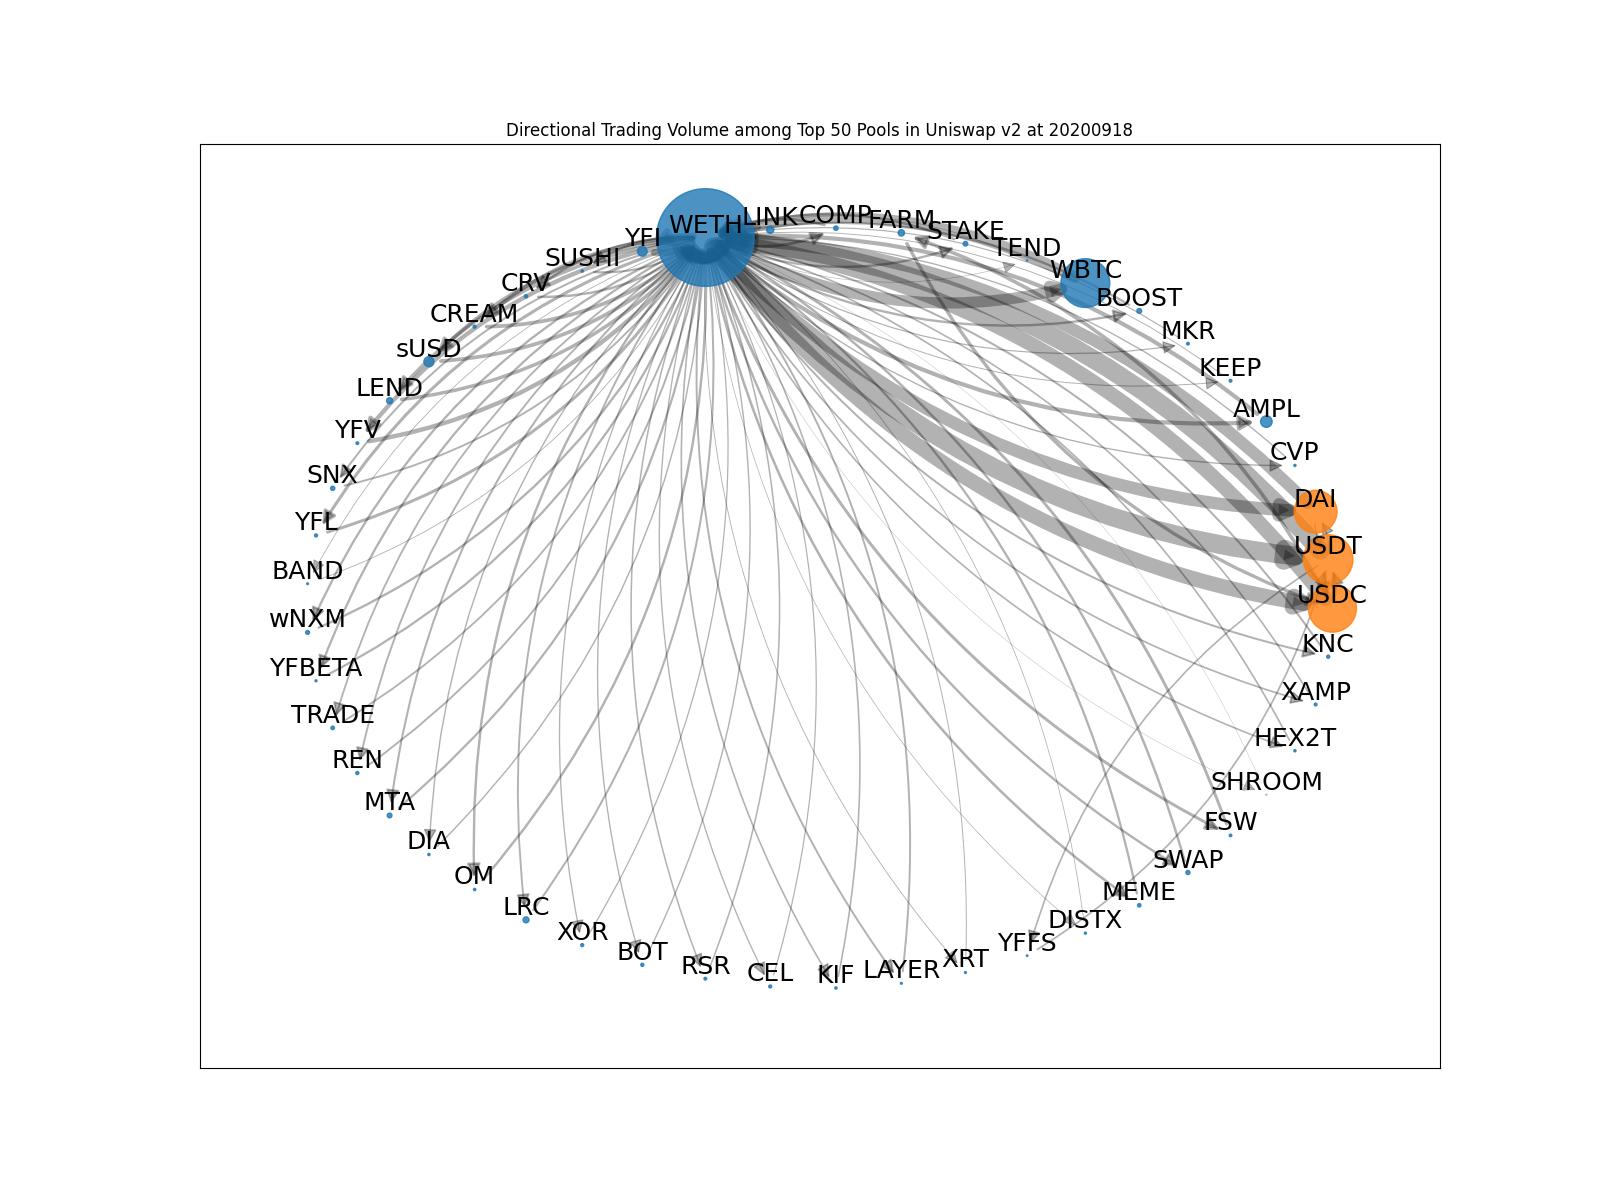 Directional Trading Volume among Top 50 Pools in Uniswap v2 at 20200918
WETH
LINK
COMP
FARM
STAKE
TEND
WBTC
BOOST
MKR
KEEP
AMPL
CVP
DAI
USDT
USDC
KNC
XAMP
HEX2T
SHROOM
FSW
SWAP
MEME
DISTX
YFFS
XRT
LAYER
KIF
CEL
RSR
BOT
XOR
LRC
OM
DIA
MTA
REN
TRADE
YFBETA
wNXM
BAND
YFL
SNX
YFV
LEND
sUSD
CREAM
CRV
SUSHI
YFI